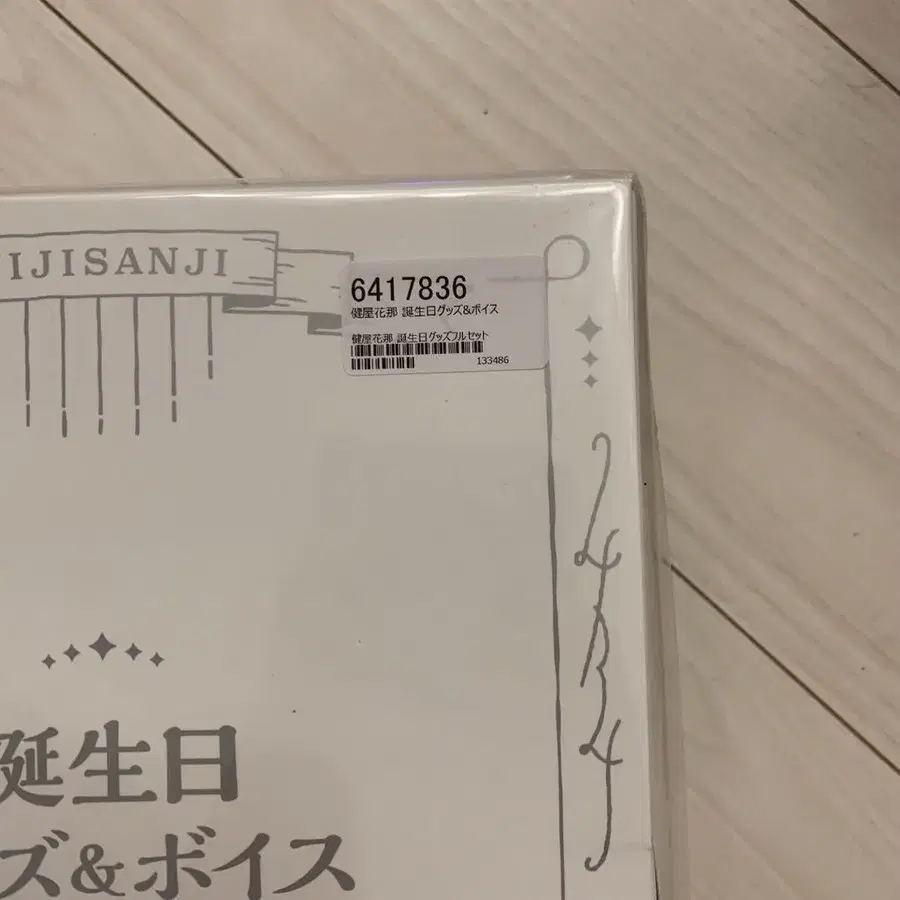 IJISANJI
6417836
健屋花那 誕生日グッズ&ボイス
健屋花那 誕生日グッズフルセット
133486
誕生日
ズ&ボイス